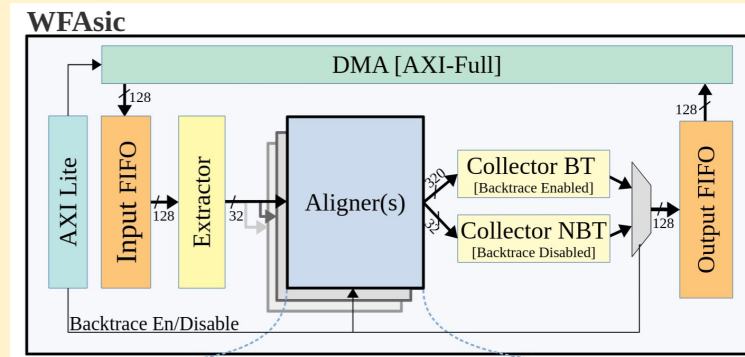 WFAsic
DMA [AXI-Full]
128
128
AXI Lite
Input FIFO
128
Extractor
32
Aligner(s)
320
32
Collector BT
[Backtrace Enabled]
Collector NBT
[Backtrace Disabled]
128
Output FIFO
Backtrace En/Disable